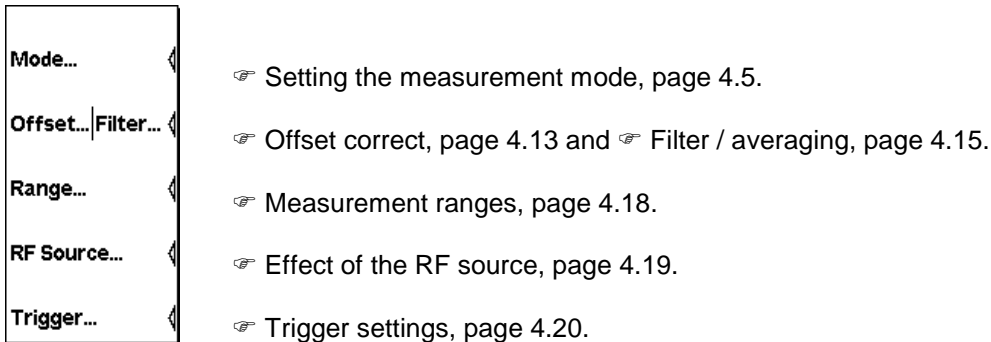 Mode...
☞ Setting the measurement mode, page 4.5.
Offset...|Filter...
☞ Offset correct, page 4.13 and ☞ Filter / averaging, page 4.15.
Range...
☞ Measurement ranges, page 4.18.
RF Source...
☞ Effect of the RF source, page 4.19.
Trigger...
☞ Trigger settings, page 4.20.